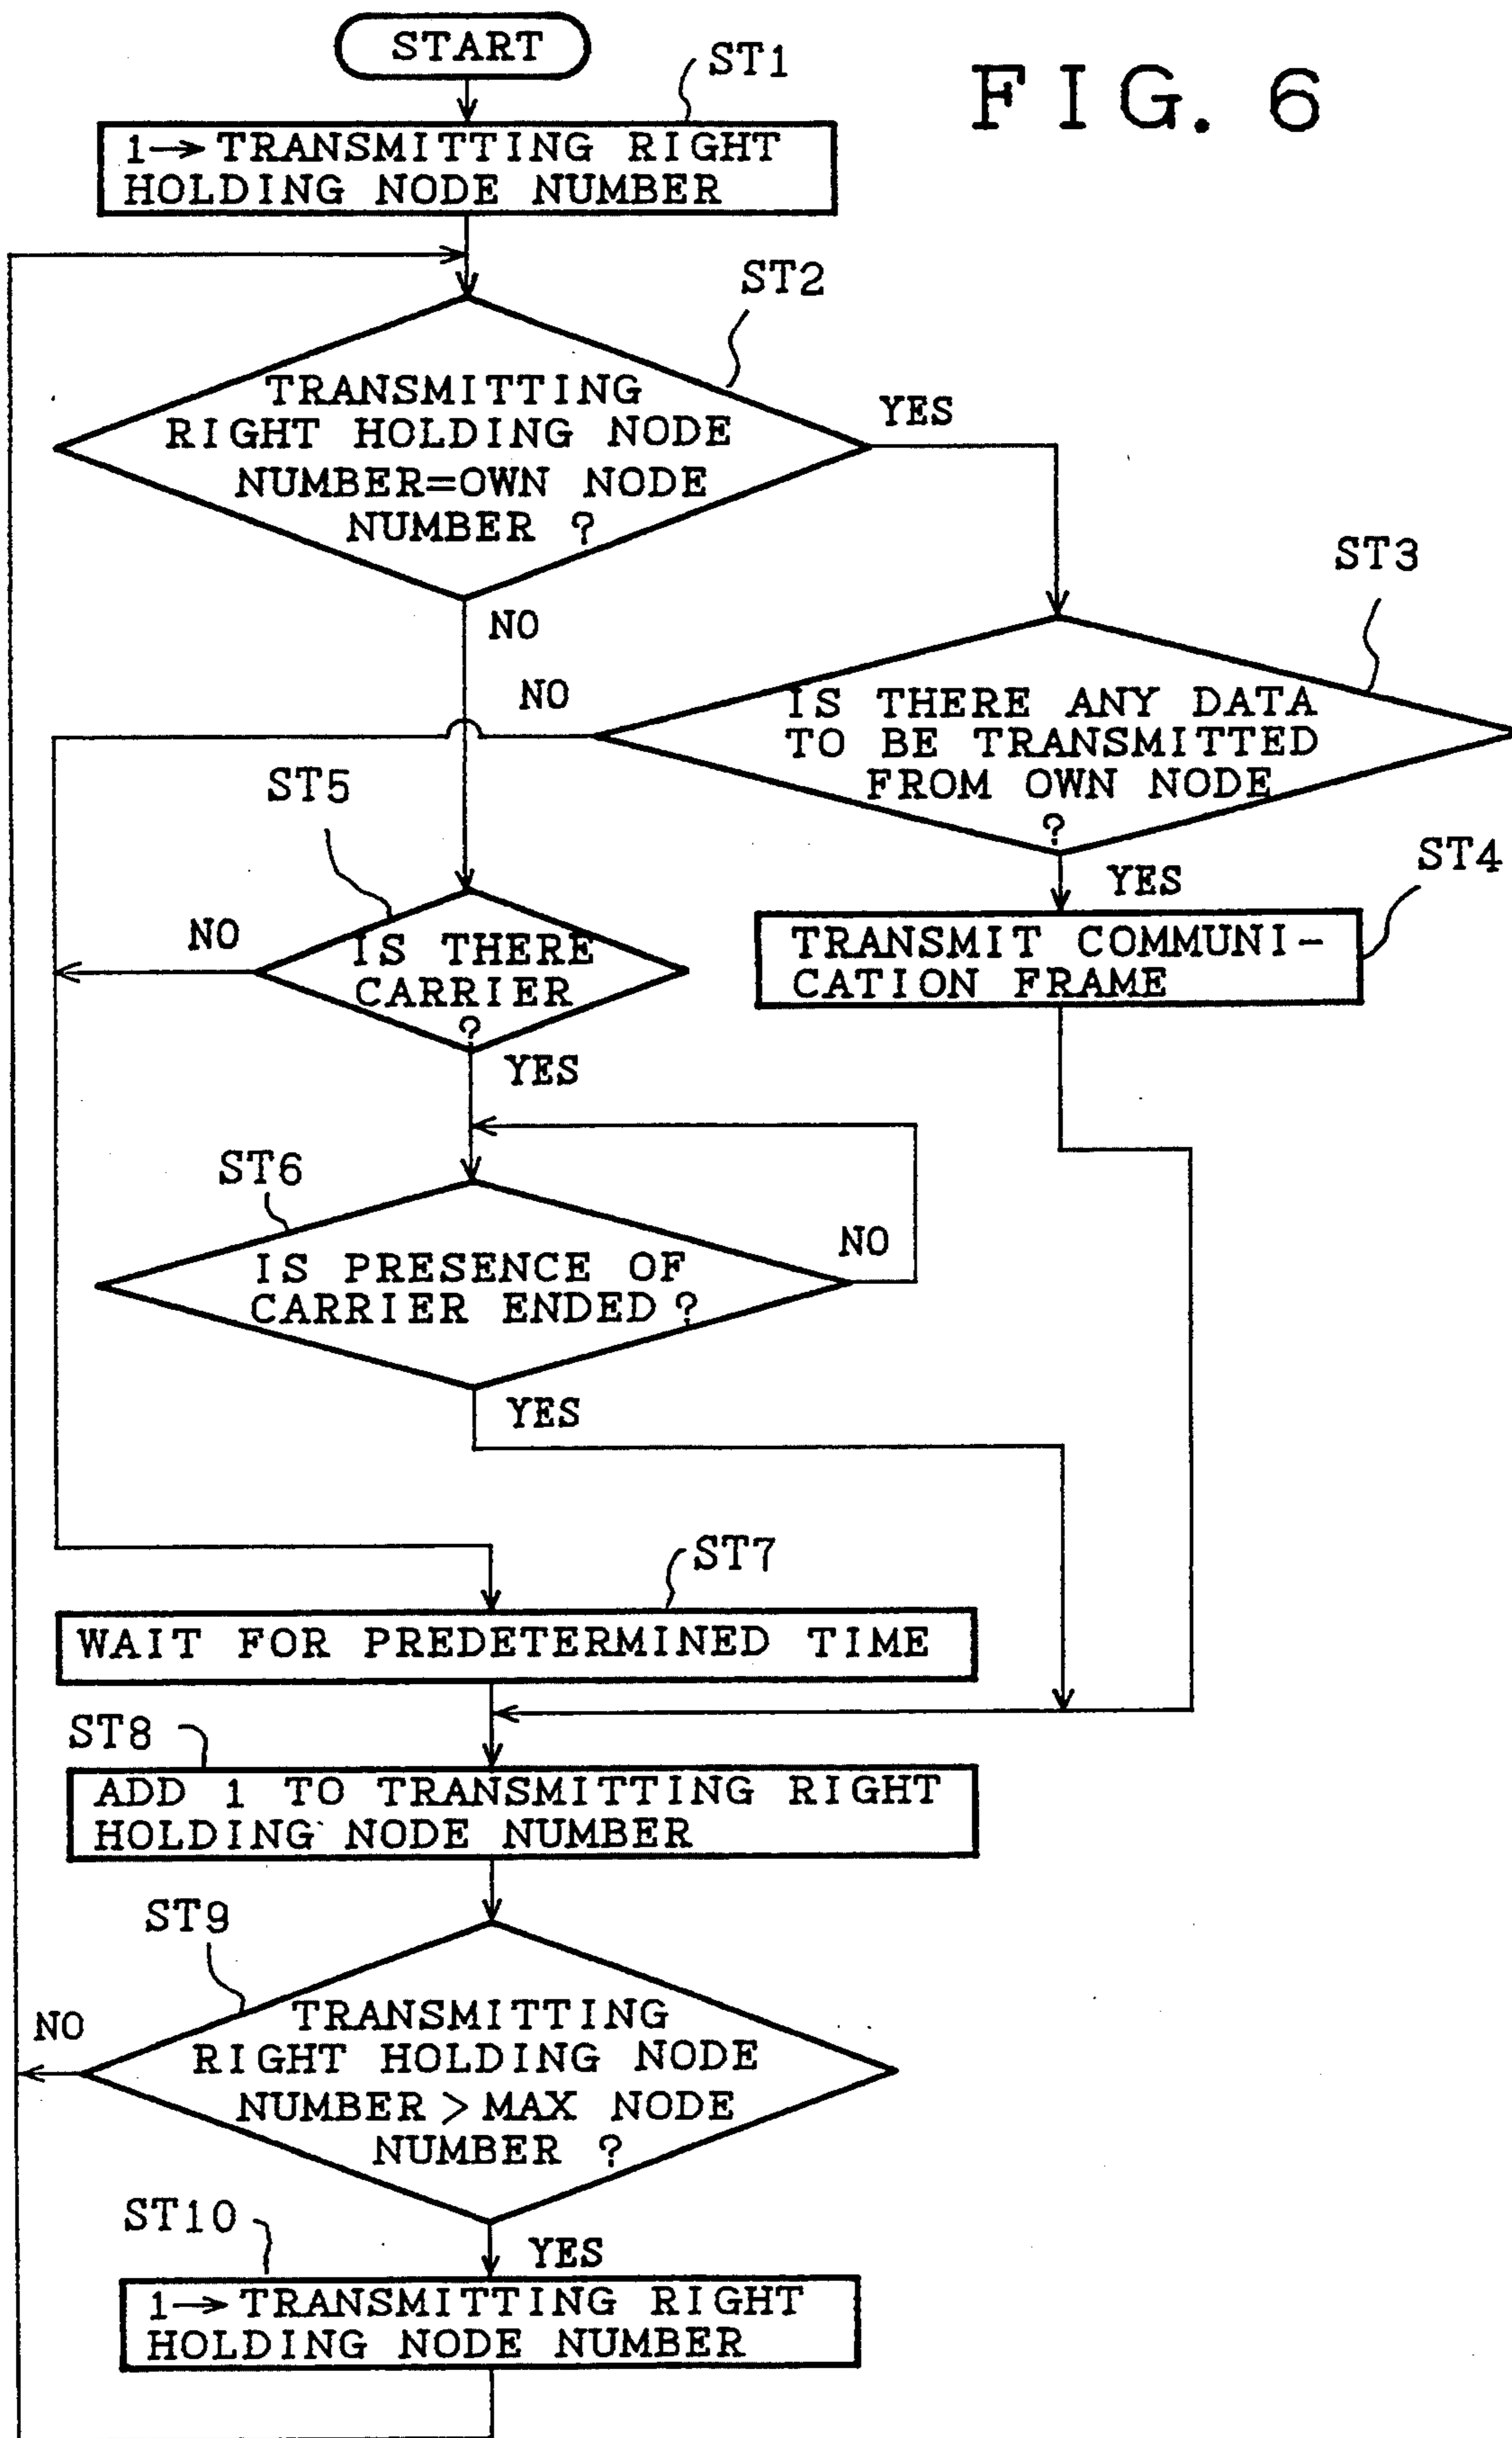 START
ST1
FIG. 6
1→TRANSMITTING RIGHT
HOLDING NODE NUMBER
ST2
TRANSMITTING
RIGHT HOLDING NODE
NUMBER=OWN NODE
NUMBER ?
YES
NO
ST3
NO
IS THERE ANY DATA
TO BE TRANSMITTED
FROM OWN NODE
?
YES
ST4
TRANSMIT COMMUNI-
CATION FRAME
ST5
NO
IS THERE
CARRIER
?
YES
ST6
NO
IS PRESENCE OF
CARRIER ENDED?
YES
ST7
WAIT FOR PREDETERMINED TIME
ST8
ADD 1 TO TRANSMITTING RIGHT
HOLDING NODE NUMBER
ST9
NO
TRANSMITTING
RIGHT HOLDING NODE
NUMBER > MAX NODE
NUMBER ?
YES
ST10
1→TRANSMITTING RIGHT
HOLDING NODE NUMBER